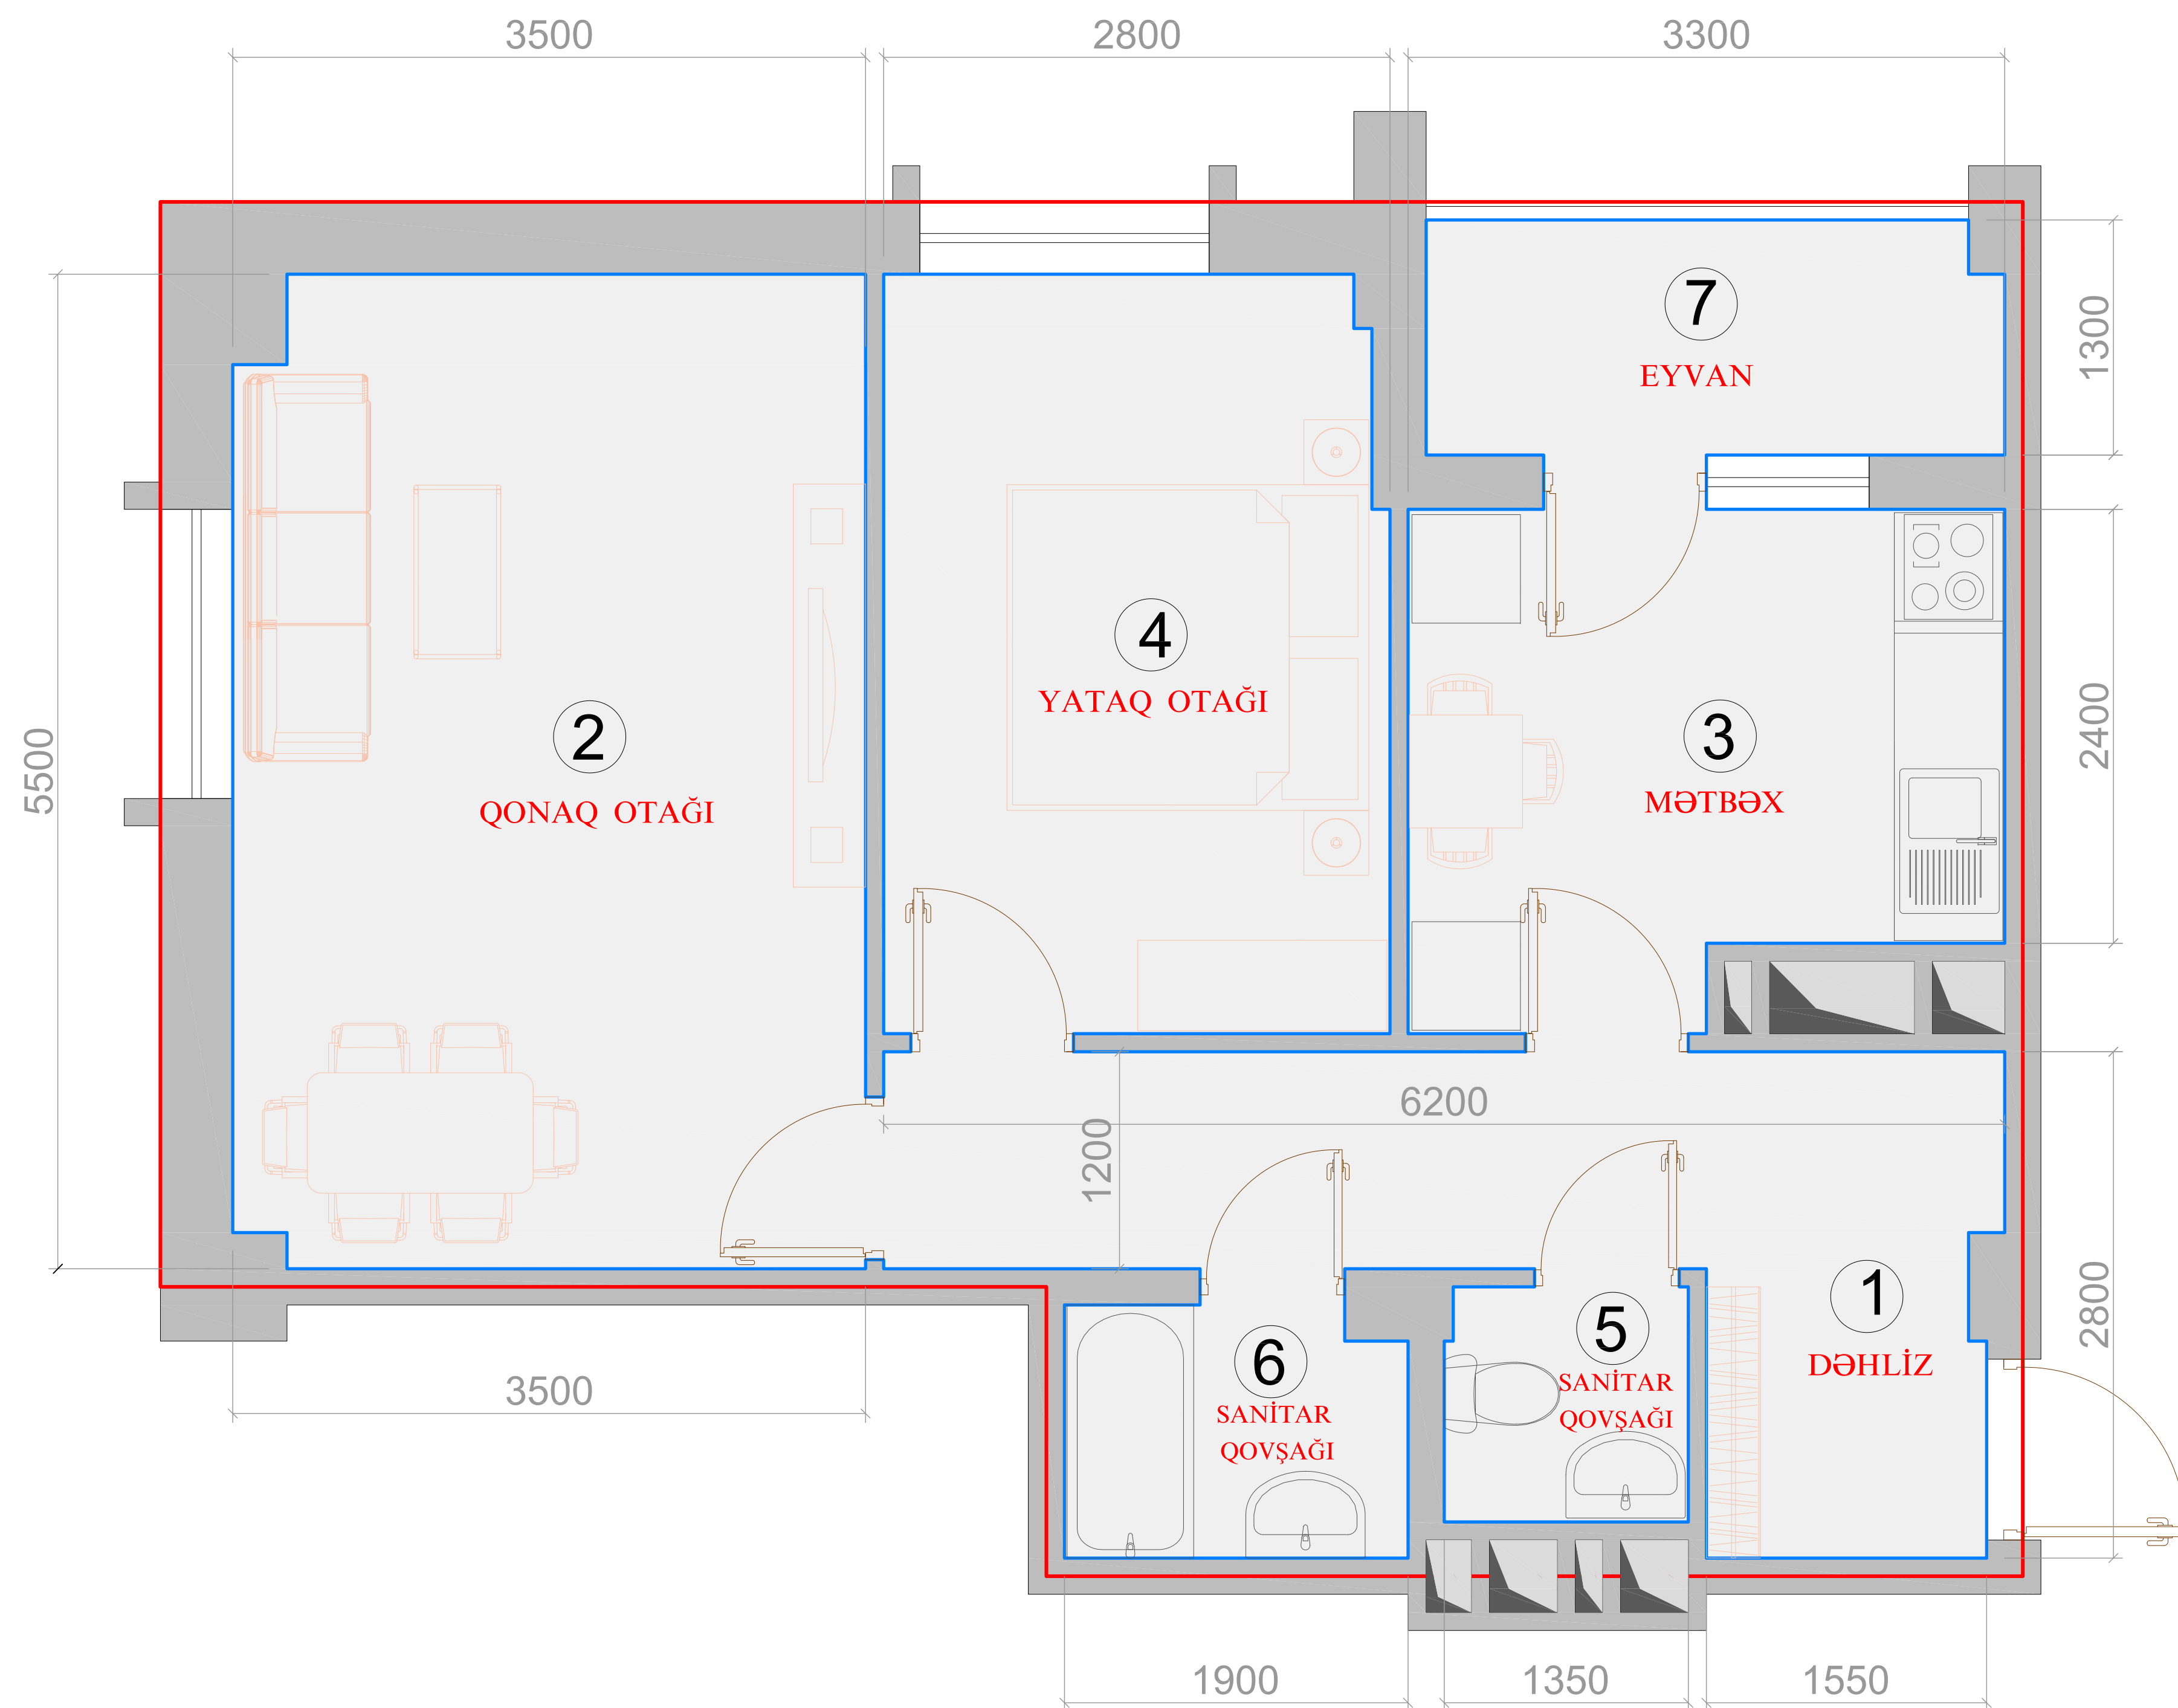 3500
2800
3300
7
EYVAN
1300
4
YATAQ OTAĞI
2
QONAQ OTAĞI
3
MƏTBƏX
2400
5500
6200
1200
1
DƏHLİZ
2800
5
SANİTAR
QOVŞAĞI
6
SANİTAR
QOVŞAĞI
3500
1900
1350
1550